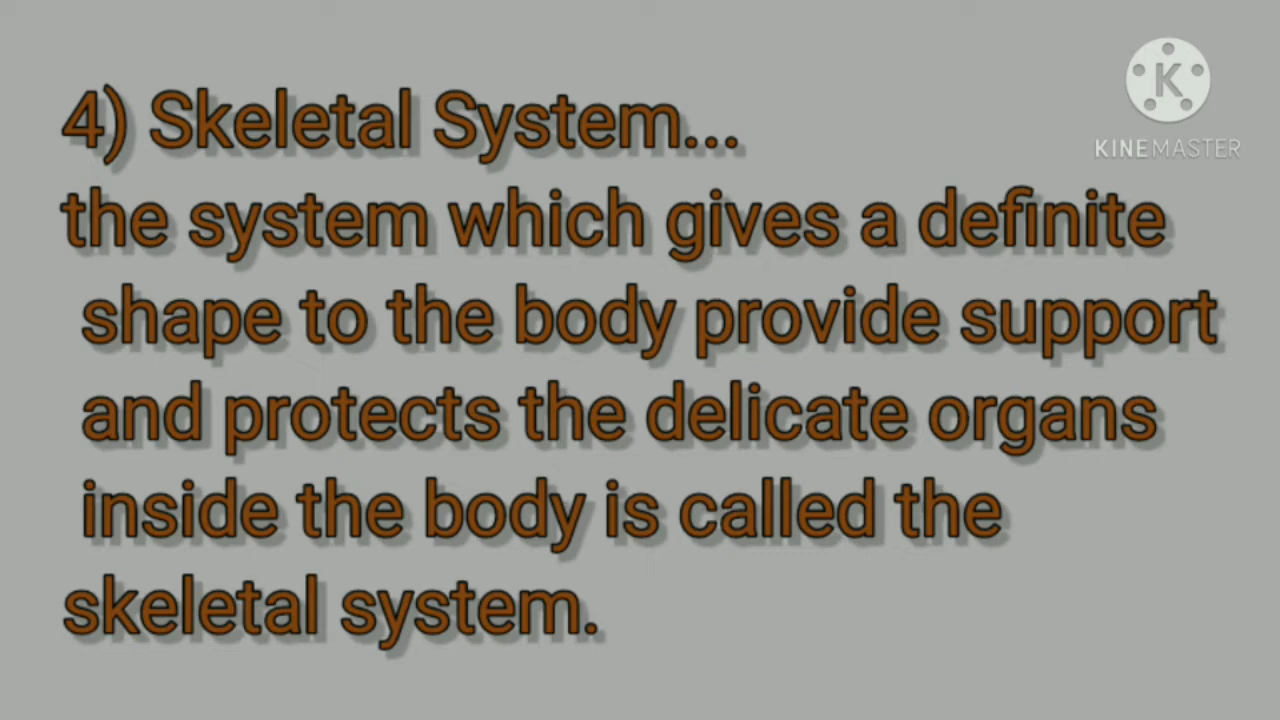 4) Skeletal System...
the system which gives a definite
shape to the body provide support
and protects the delicate organs
inside the body is called the
skeletal system.
K
KINEMASTER